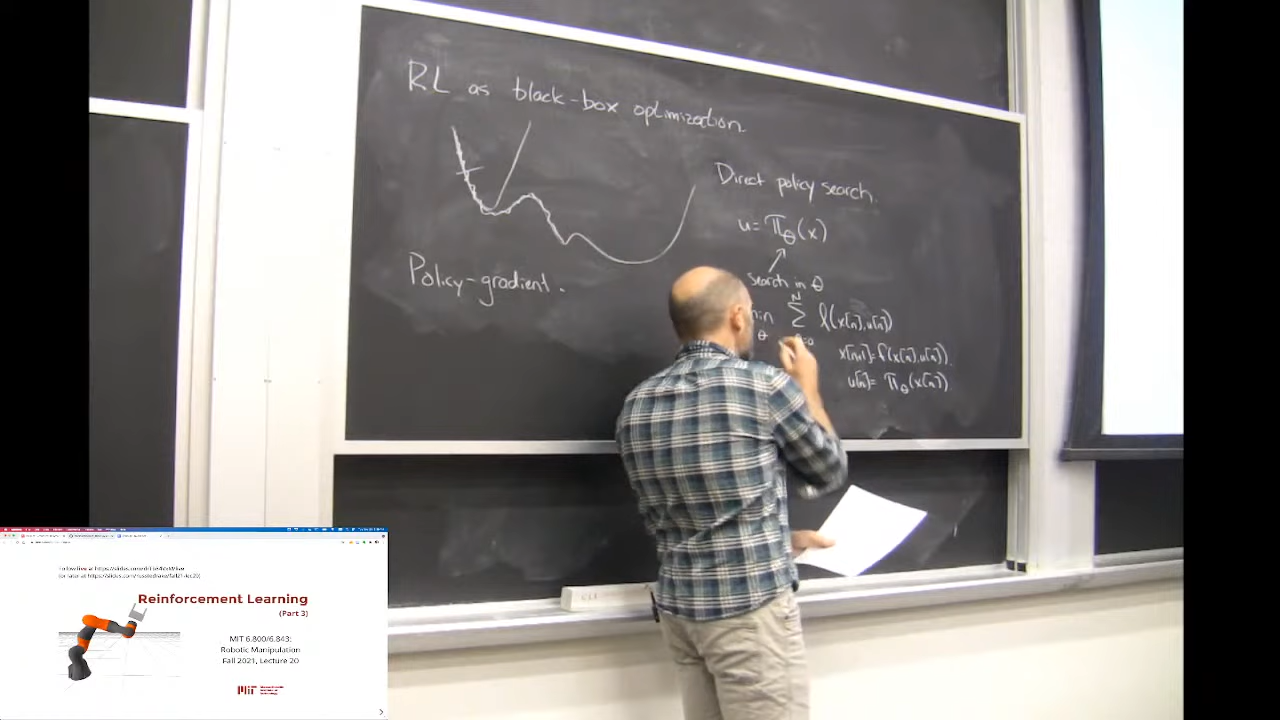 RL as black-box optimization
Direct policy search.
u = π_θ(x)
search in θ
Σ ℓ(x[n], u[n])
N
θ
x[n+1] = f(x[n], u[n]).
u[n] = π_θ(x[n])
Policy-gradient.
Reinforcement Learning
(Part 3)
MIT 6.800/6.843:
Robotic Manipulation
Fall 2021, Lecture 20
MIT